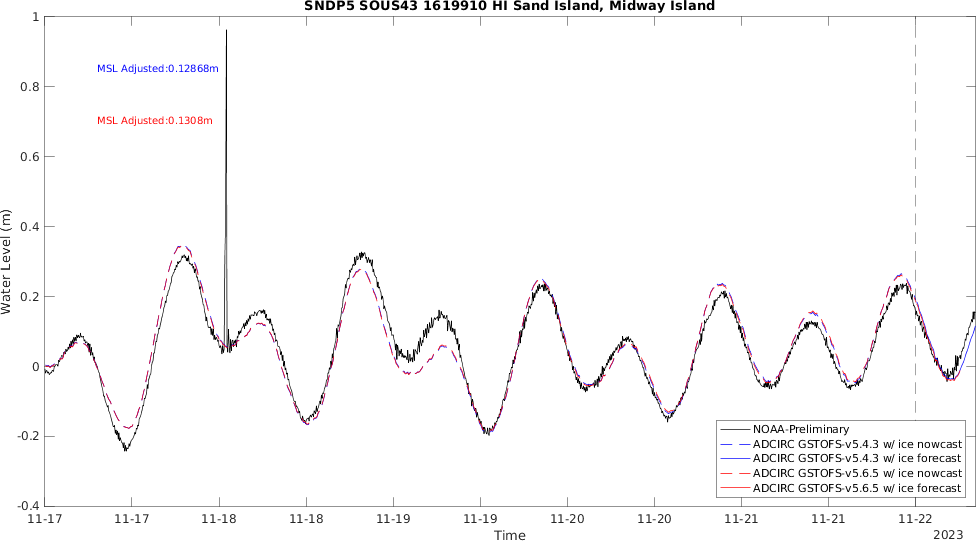 SNDP5 SOUS43 1619910 HI Sand Island, Midway Island
1
0.8
0.6
0.4
0.2
0
-0.2
-0.4
Water Level (m)
MSL Adjusted:0.12868m
MSL Adjusted:0.1308m
NOAA-Preliminary
ADCIRC GSTOFS-v5.4.3 w/ ice nowcast
ADCIRC GSTOFS-v5.4.3 w/ ice forecast
ADCIRC GSTOFS-v5.6.5 w/ ice nowcast
ADCIRC GSTOFS-v5.6.5 w/ ice forecast
11-17 11-17 11-18 11-18 11-19 11-19 11-20 11-20 11-21 11-21 11-22
Time
2023